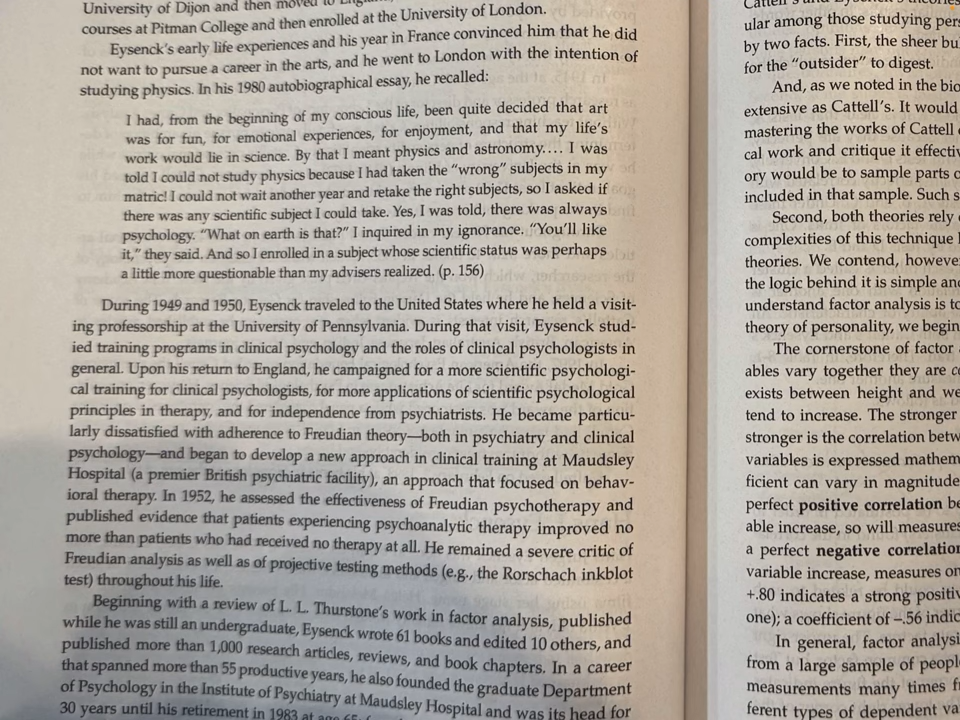 University of Dijon and then moved to
courses at Pitman College and then enrolled at the University of London.
Eysenck's early life experiences and his year in France convinced him that he did
not want to pursue a career in the arts, and he went to London with the intention of
studying physics. In his 1980 autobiographical essay, he recalled:
I had, from the beginning of my conscious life, been quite decided that art
was for fun, for emotional experiences, for enjoyment, and that my life's
work would lie in science. By that I meant physics and astronomy.... I was
told I could not study physics because I had taken the "wrong" subjects in my
matric! I could not wait another year and retake the right subjects, so I asked if
there was any scientific subject I could take. Yes, I was told, there was always
psychology. "What on earth is that?" I inquired in my ignorance. "You'll like
it," they said. And so I enrolled in a subject whose scientific status was perhaps
a little more questionable than my advisers realized. (p. 156)
During 1949 and 1950, Eysenck traveled to the United States where he held a visit-
ing professorship at the University of Pennsylvania. During that visit, Eysenck stud-
ied training programs in clinical psychology and the roles of clinical psychologists in
general. Upon his return to England, he campaigned for a more scientific psychologi-
cal training for clinical psychologists, for more applications of scientific psychological
principles in therapy, and for independence from psychiatrists. He became particu-
larly dissatisfied with adherence to Freudian theory—both in psychiatry and clinical
psychology—and began to develop a new approach in clinical training at Maudsley
Hospital (a premier British psychiatric facility), an approach that focused on behav-
ioral therapy. In 1952, he assessed the effectiveness of Freudian psychotherapy and
published evidence that patients experiencing psychoanalytic therapy improved no
more than patients who had received no therapy at all. He remained a severe critic of
Freudian analysis as well as of projective testing methods (e.g., the Rorschach inkblot
test) throughout his life.
Beginning with a review of L. L. Thurstone's work in factor analysis, published
while he was still an undergraduate, Eysenck wrote 61 books and edited 10 others, and
published more than 1,000 research articles, reviews, and book chapters. In a career
that spanned more than 55 productive years, he also founded the graduate Department
of Psychology in the Institute of Psychiatry at Maudsley Hospital and was its head for
30 years until his retirement in 1983 at age
ular among those studying
by two facts. First, the sheer
for the "outsider" to digest.
And, as we noted in the
extensive as Cattell's. It would
mastering the works of Cattell
cal work and critique it
ory would be to sample parts
included in that sample. Such
Second, both theories rely
complexities of this technique
theories. We contend,
the logic behind it is simple
understand factor analysis is
theory of personality, we begin
The cornerstone of factor
ables vary together they are
exists between height and
tend to increase. The stronger
stronger is the correlation
variables is expressed
ficient can vary in magnitude
perfect positive correlation
able increase, so will measures
a perfect negative correlation
variable increase, measures
+.80 indicates a strong
one); a coefficient of –.56
In general, factor
from a large sample of
measurements many times
ferent types of dependent